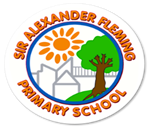 SIR ALEXANDER FLEMING
PRIMARY SCHOOL